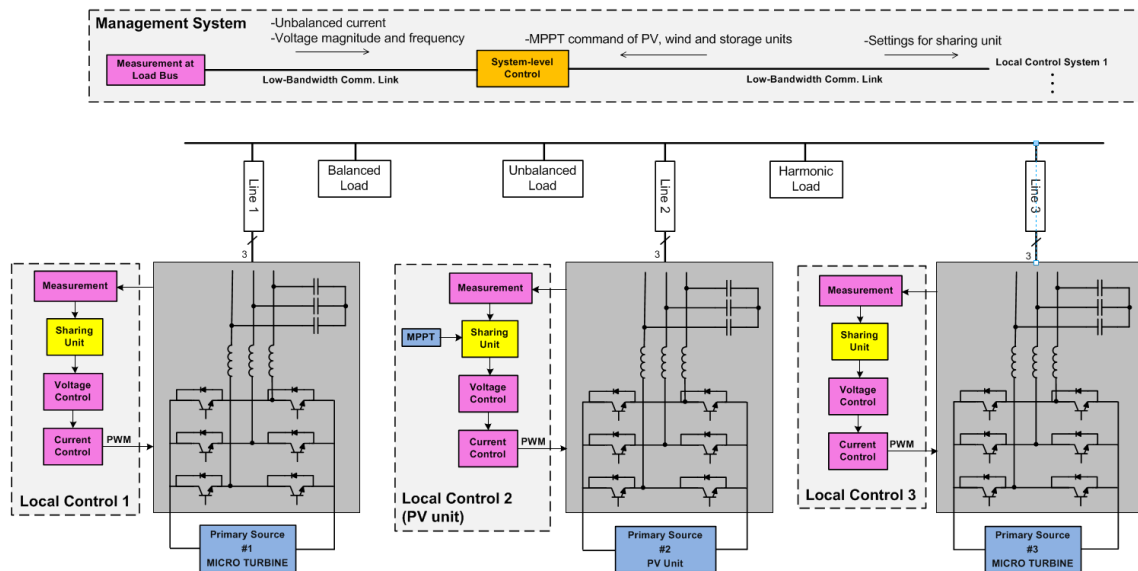 Management System
-Unbalanced current
-Voltage magnitude and frequency
-MPPT command of PV, wind and storage units
-Settings for sharing unit
Measurement at
Load Bus
Low-Bandwidth Comm. Link
System-level
Control
Low-Bandwidth Comm. Link
Local Control System 1
Line 1
Balanced
Load
Unbalanced
Load
Line 2
Harmonic
Load
Line 3
3
3
3
Measurement
Sharing
Unit
Voltage
Control
Current
Control
PWM
Local Control 1
Primary Source
#1
MICRO TURBINE
Measurement
MPPT
Sharing
Unit
Voltage
Control
Current
Control
PWM
Local Control 2
(PV unit)
Primary Source
#2
PV Unit
Measurement
Sharing
Unit
Voltage
Control
Current
Control
PWM
Local Control 3
Primary Source
#3
MICRO TURBINE